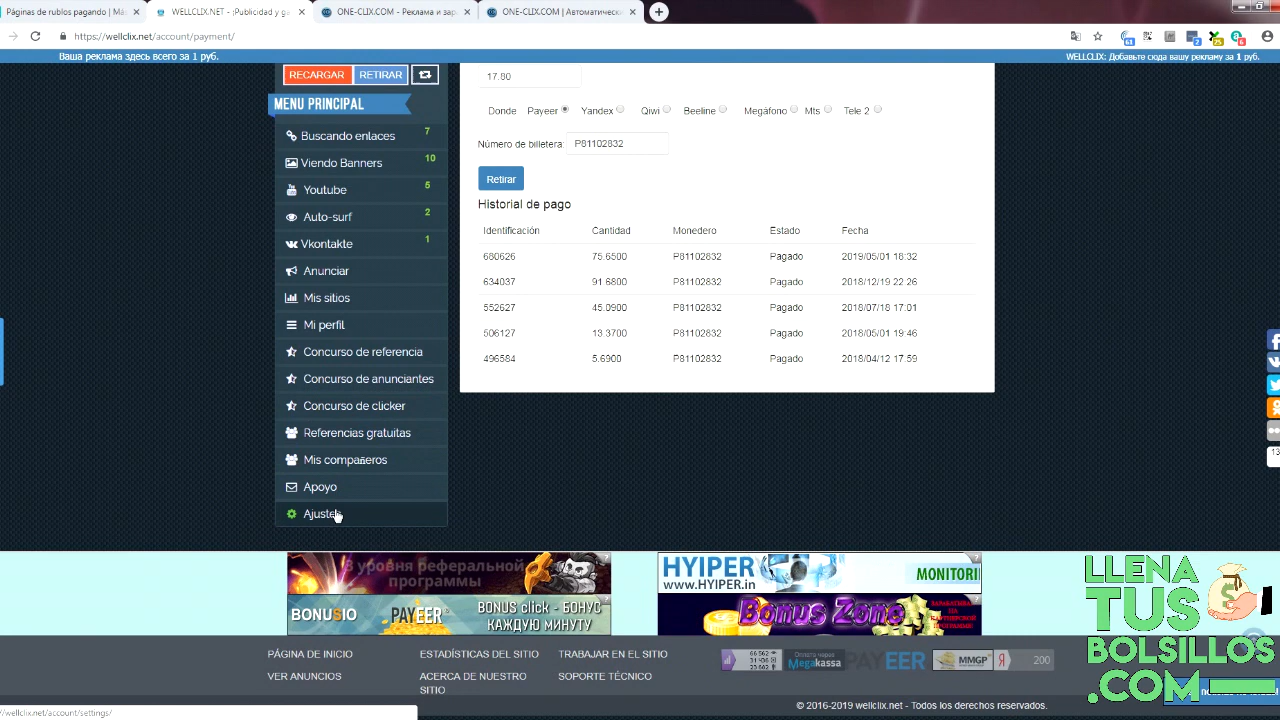 Páginas de rublos pagando | Má
WELLCLIX.NET - ¡Publicidad y ga
ONE-CLIX.COM - Реклама и зар
ONE-CLIX.COM | Автоматическ
https://wellclix.net/account/payment/
Ваша реклама здесь всего за 1 руб.
WELLCLIX: Добавьте сюда вашу рекламу за 1 руб.
RECARGAR
RETIRAR
MENU PRINCIPAL
Buscando enlaces 7
Viendo Banners 10
Youtube 5
Auto-surf 2
Vkontakte 1
Anunciar
Mis sitios
Mi perfil
Concurso de referencia
Concurso de anunciantes
Concurso de clicker
Referencias gratuitas
Mis compañeros
Apoyo
Ajustes
17.80
Donde Payeer Yandex Qiwi Beeline Megáfono Mts Tele 2
Número de billetera: P81102832
Retirar
Historial de pago
Identificación Cantidad Monedero Estado Fecha
680626 75.6500 P81102832 Pagado 2019/05/01 18:32
634037 91.6800 P81102832 Pagado 2018/12/19 22:26
552627 45.0900 P81102832 Pagado 2018/07/18 17:01
506127 13.3700 P81102832 Pagado 2018/05/01 19:46
496584 5.6900 P81102832 Pagado 2018/04/12 17:59
3 уровня реферальной
программы
BONUSIO PAYEER
BONUS click - БОНУС
КАЖДУЮ МИНУТУ
HYIPER
www.HYIPER.in
MONITORI
Bonus Zone
LLENA
TUS
BOLSILLOS
.COM
PÁGINA DE INICIO
ESTADÍSTICAS DEL SITIO
TRABAJAR EN EL SITIO
VER ANUNCIOS
ACERCA DE NUESTRO
SITIO
SOPORTE TÉCNICO
Оплата через
Megakassa
PAYEER
MMGP
Я 200
© 2016-2019 wellclix.net - Todos los derechos reservados.
//wellclix.net/account/settings/